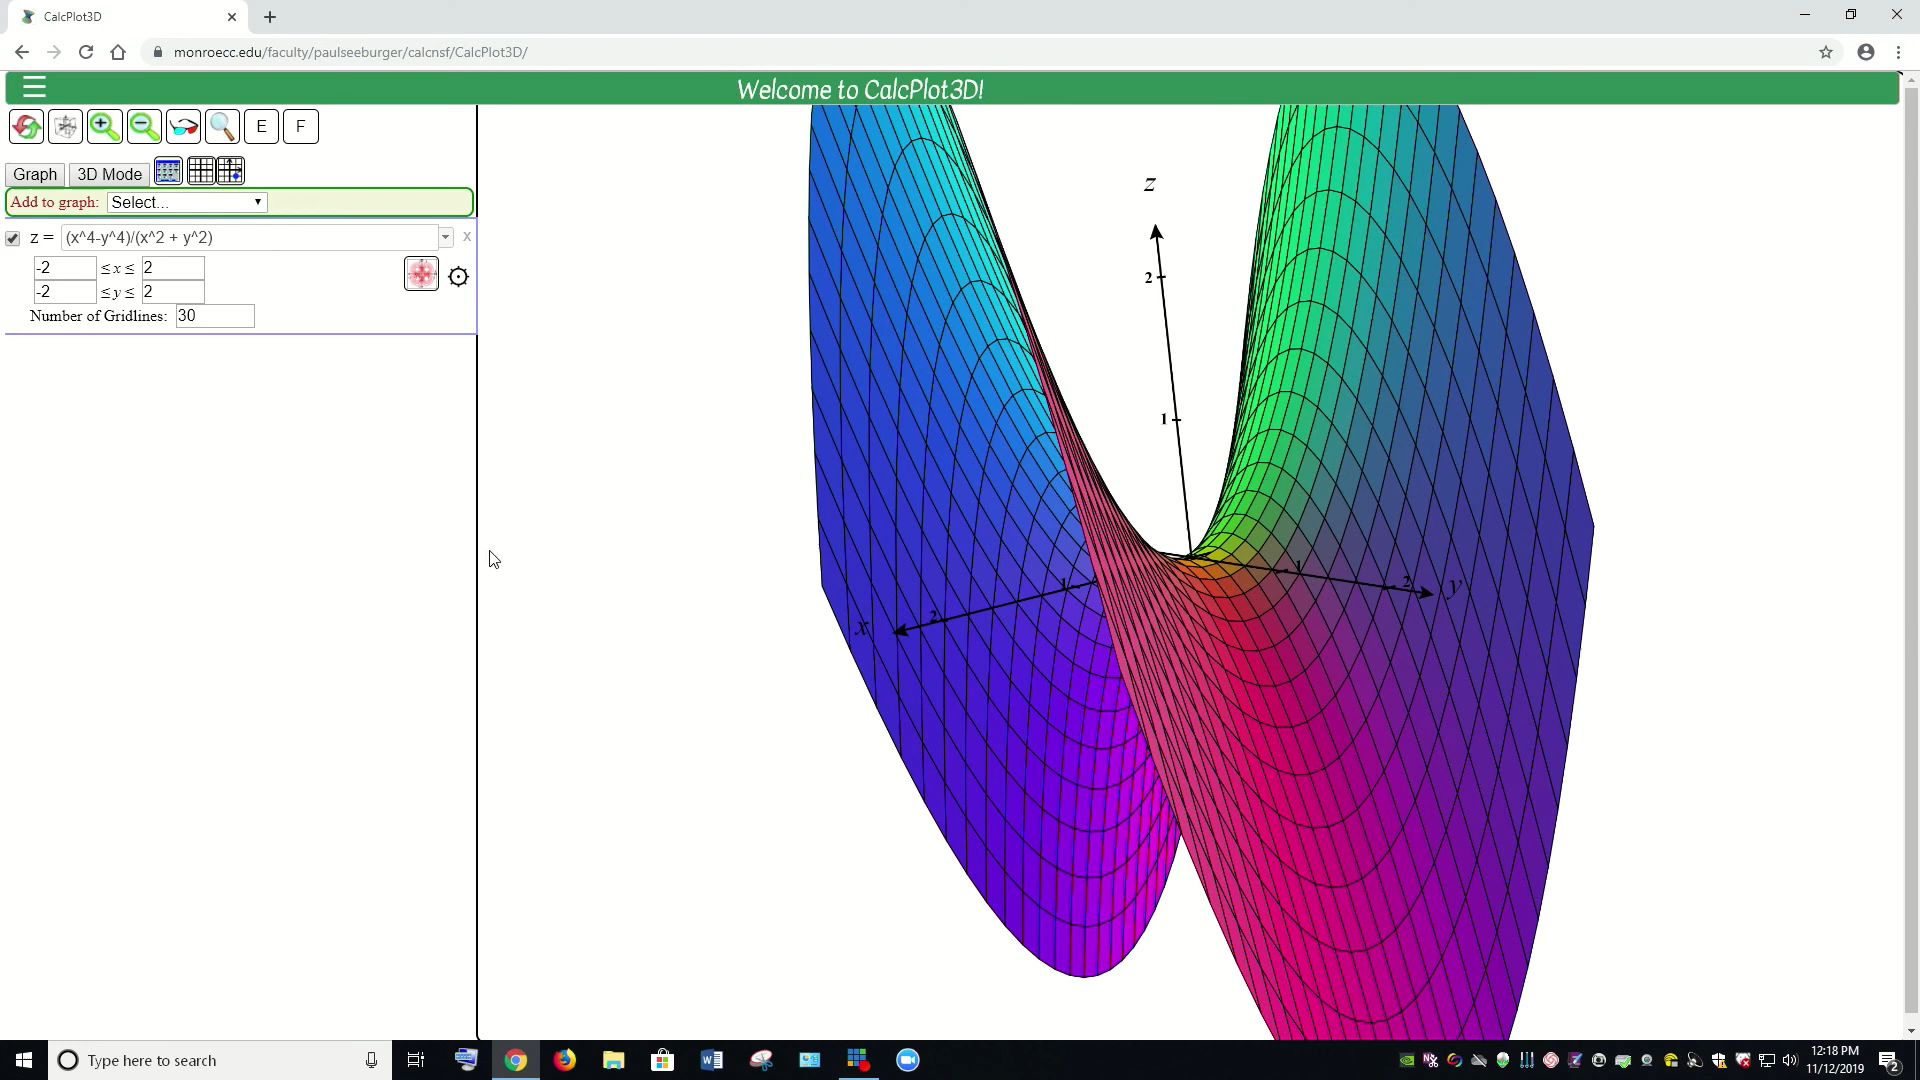 CalcPlot3D
monroecc.edu/faculty/paulseeburger/calcnsf/CalcPlot3D/
Welcome to CalcPlot3D!
E F
Graph 3D Mode
Add to graph: Select...
z = (x^4-y^4)/(x^2 + y^2) x
-2 ≤ x ≤ 2
-2 ≤ y ≤ 2
Number of Gridlines: 30
z
2
1
1
2
y
1
2
x
Type here to search
12:18 PM
11/12/2019
2